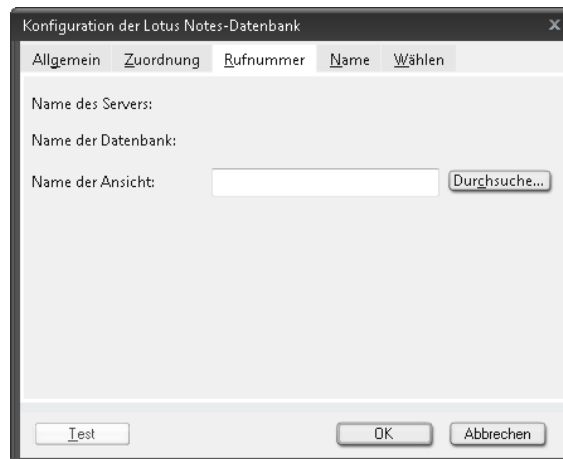 Konfiguration der Lotus Notes-Datenbank x
Allgemein Zuordnung Rufnummer Name Wählen
Name des Servers:
Name der Datenbank:
Name der Ansicht: Durchsuche...
Test OK Abbrechen